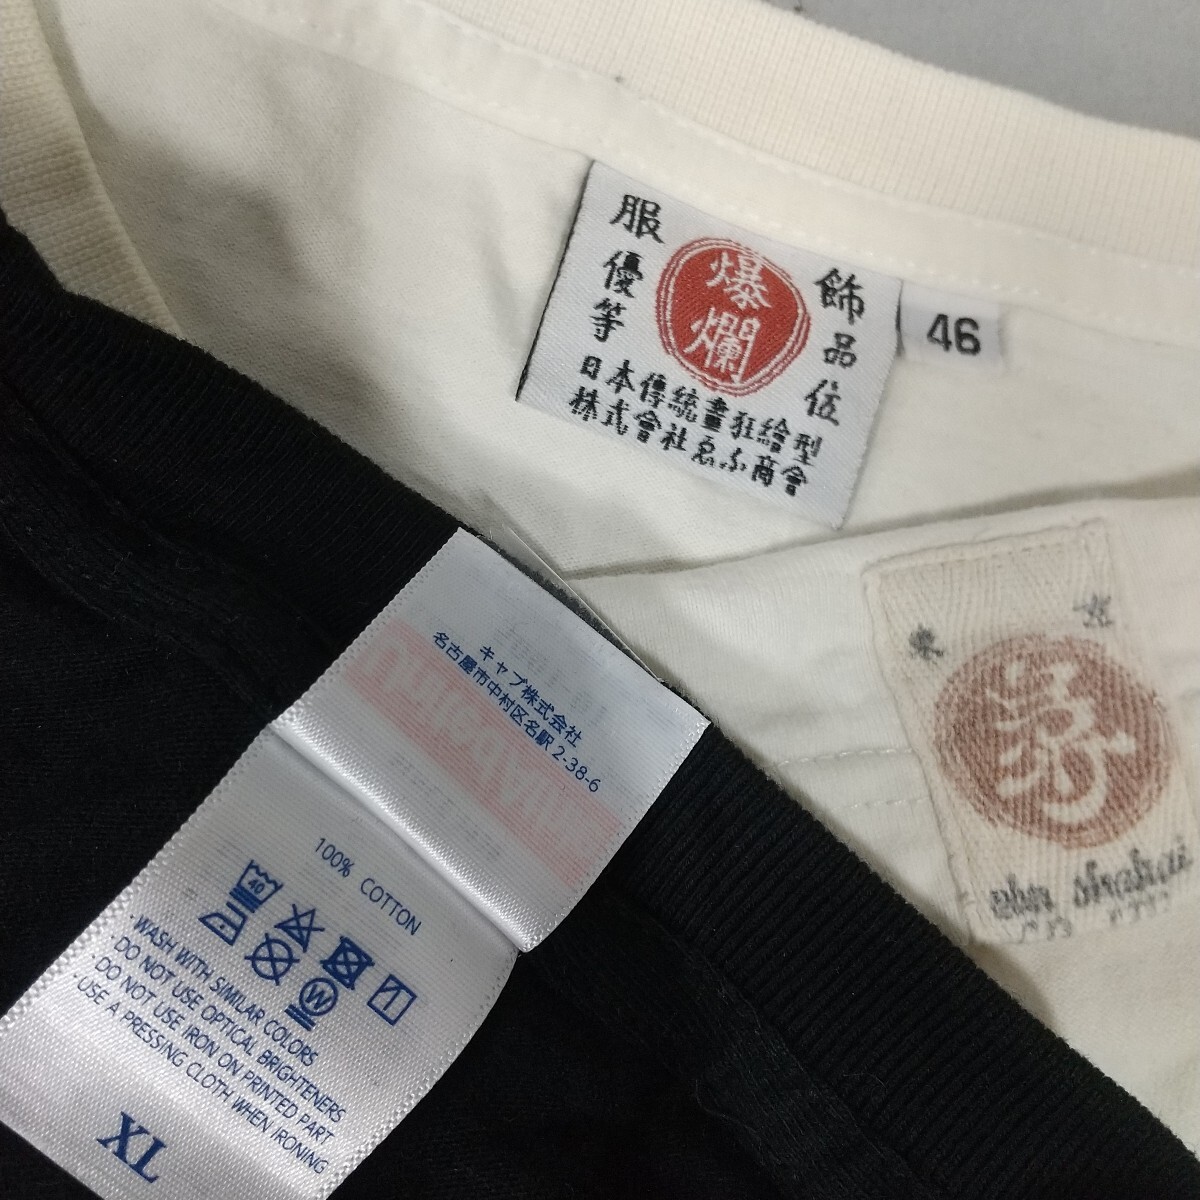 服飾
優品
等位
爆爛
日本傳統畫狂繪型
株式會社ゑふ商會
46
キャブ株式会社
名古屋市中村区名駅2-38-6
100% COTTON
40
W
· WASH WITH SIMILAR COLORS
· DO NOT USE OPTICAL BRIGHTENERS
· DO NOT USE IRON ON PRINTED PART
· USE A PRESSING CLOTH WHEN IRONING
XL